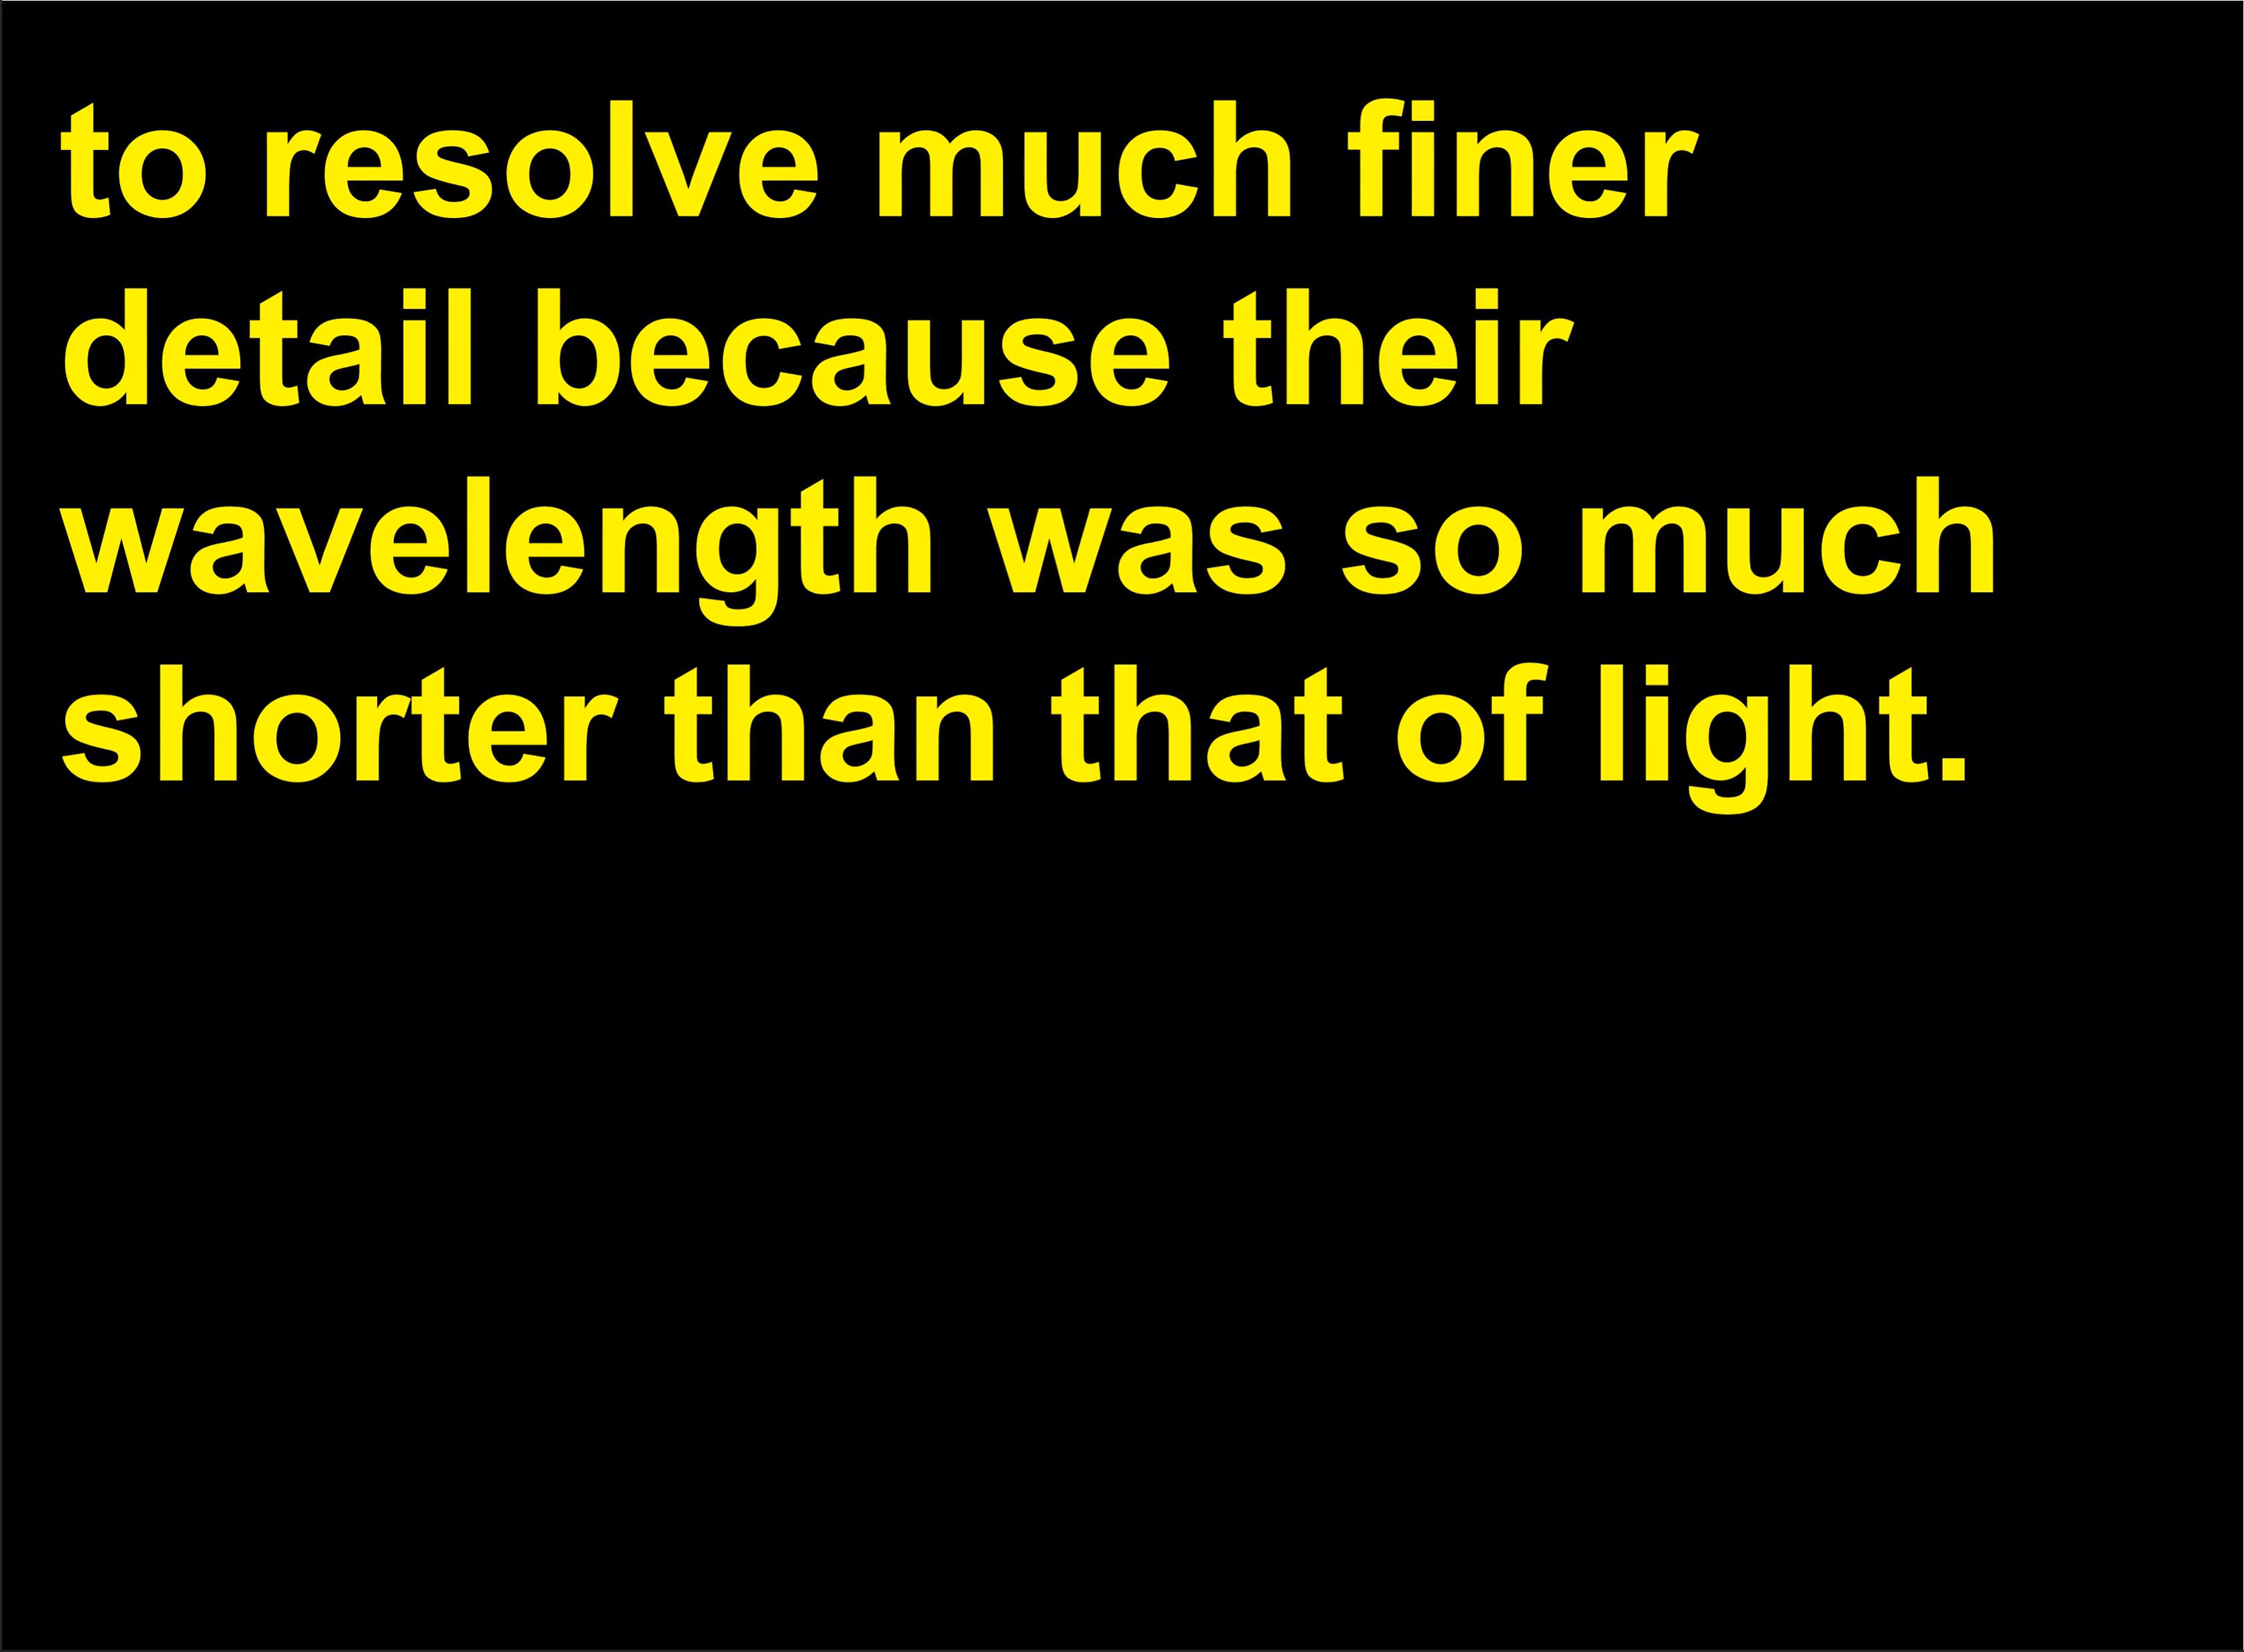 to resolve much finer
detail because their
wavelength was so much
shorter than that of light.